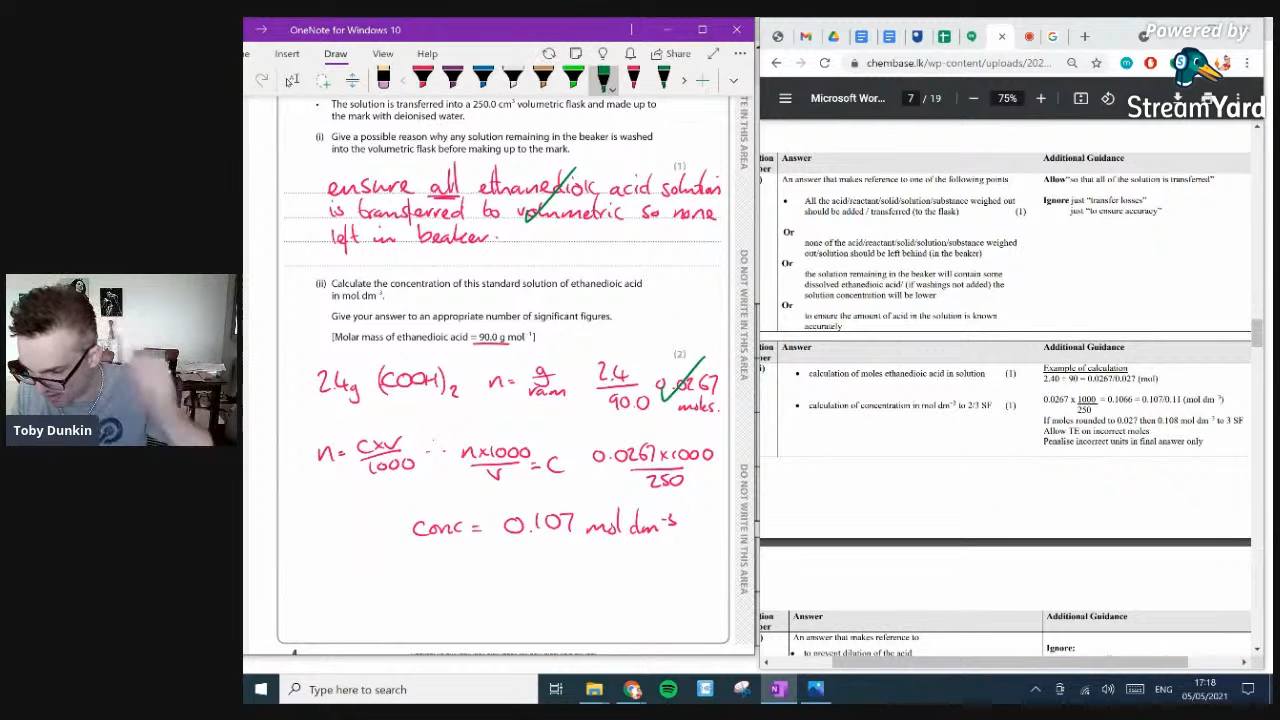 OneNote for Windows 10
Insert Draw View Help Share
The solution is transferred into a 250.0 cm³ volumetric flask and made up to
the mark with deionised water.
(i) Give a possible reason why any solution remaining in the beaker is washed
into the volumetric flask before making up to the mark.
(1)
ensure all ethanedioic acid solution
is transferred to volummetric so none
left in beaker.
(ii) Calculate the concentration of this standard solution of ethanedioic acid
in mol dm⁻³.
Give your answer to an appropriate number of significant figures.
[Molar mass of ethanedioic acid = 90.0 g mol⁻¹]
(2)
2.4g (COOH)₂ n = g/ram 2.4/90.0 0.0267
moles.
n = C×V/1000 ∴ n×1000/V = C 0.0267×1000/250
conc = 0.107 mol dm⁻³
TE IN THIS AREA
DO NOT WRITE IN THIS AREA
DO NOT WRITE IN THIS AREA
Toby Dunkin
Powered by
StreamYard
chembase.lk/wp-content/uploads/202...
Microsoft Wor... 7 / 19 75%
tion Answer Additional Guidance
ber
An answer that makes reference to one of the following points
Allow "so that all of the solution is transferred"
All the acid/reactant/solid/solution/substance weighed out
should be added / transferred (to the flask) (1)
Ignore just "transfer losses"
just "to ensure accuracy"
Or
none of the acid/reactant/solid/solution/substance weighed
out/solution should be left behind (in the beaker)
Or
the solution remaining in the beaker will contain some
dissolved ethanedioic acid/ (if washings not added) the
solution concentration will be lower
Or
to ensure the amount of acid in the solution is known
accurately
tion Answer Additional Guidance
ber
calculation of moles ethanedioic acid (1)
calculation of concentration in mol dm⁻³ to 2/3 SF (1)
Example of calculation
2.40 ÷ 90 = 0.0267/0.027 (mol)
0.0267 x 1000/250 = 0.1066 = 0.107/0.11 (mol dm⁻³)
If moles rounded to 0.027 then 0.108 mol dm⁻³ to 3 SF
Allow TE on incorrect moles
Penalise incorrect units in final answer only
tion Answer Additional Guidance
ber
An answer that makes reference to
to prevent dilution of the acid
Ignore:
Type here to search
ENG
17:18
05/05/2021